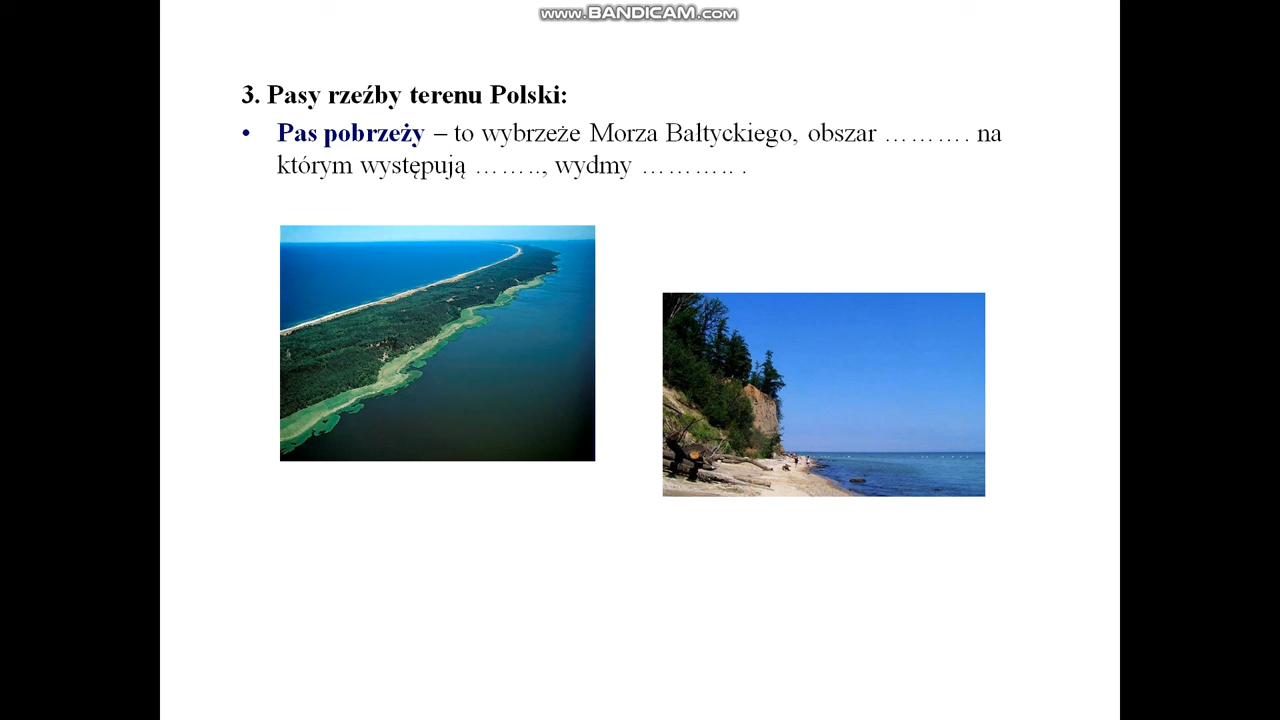 www.BANDICAM.com
3. Pasy rzeźby terenu Polski:
• Pas pobrzeży – to wybrzeże Morza Bałtyckiego, obszar ………. na
którym występują …….., wydmy ……….. .